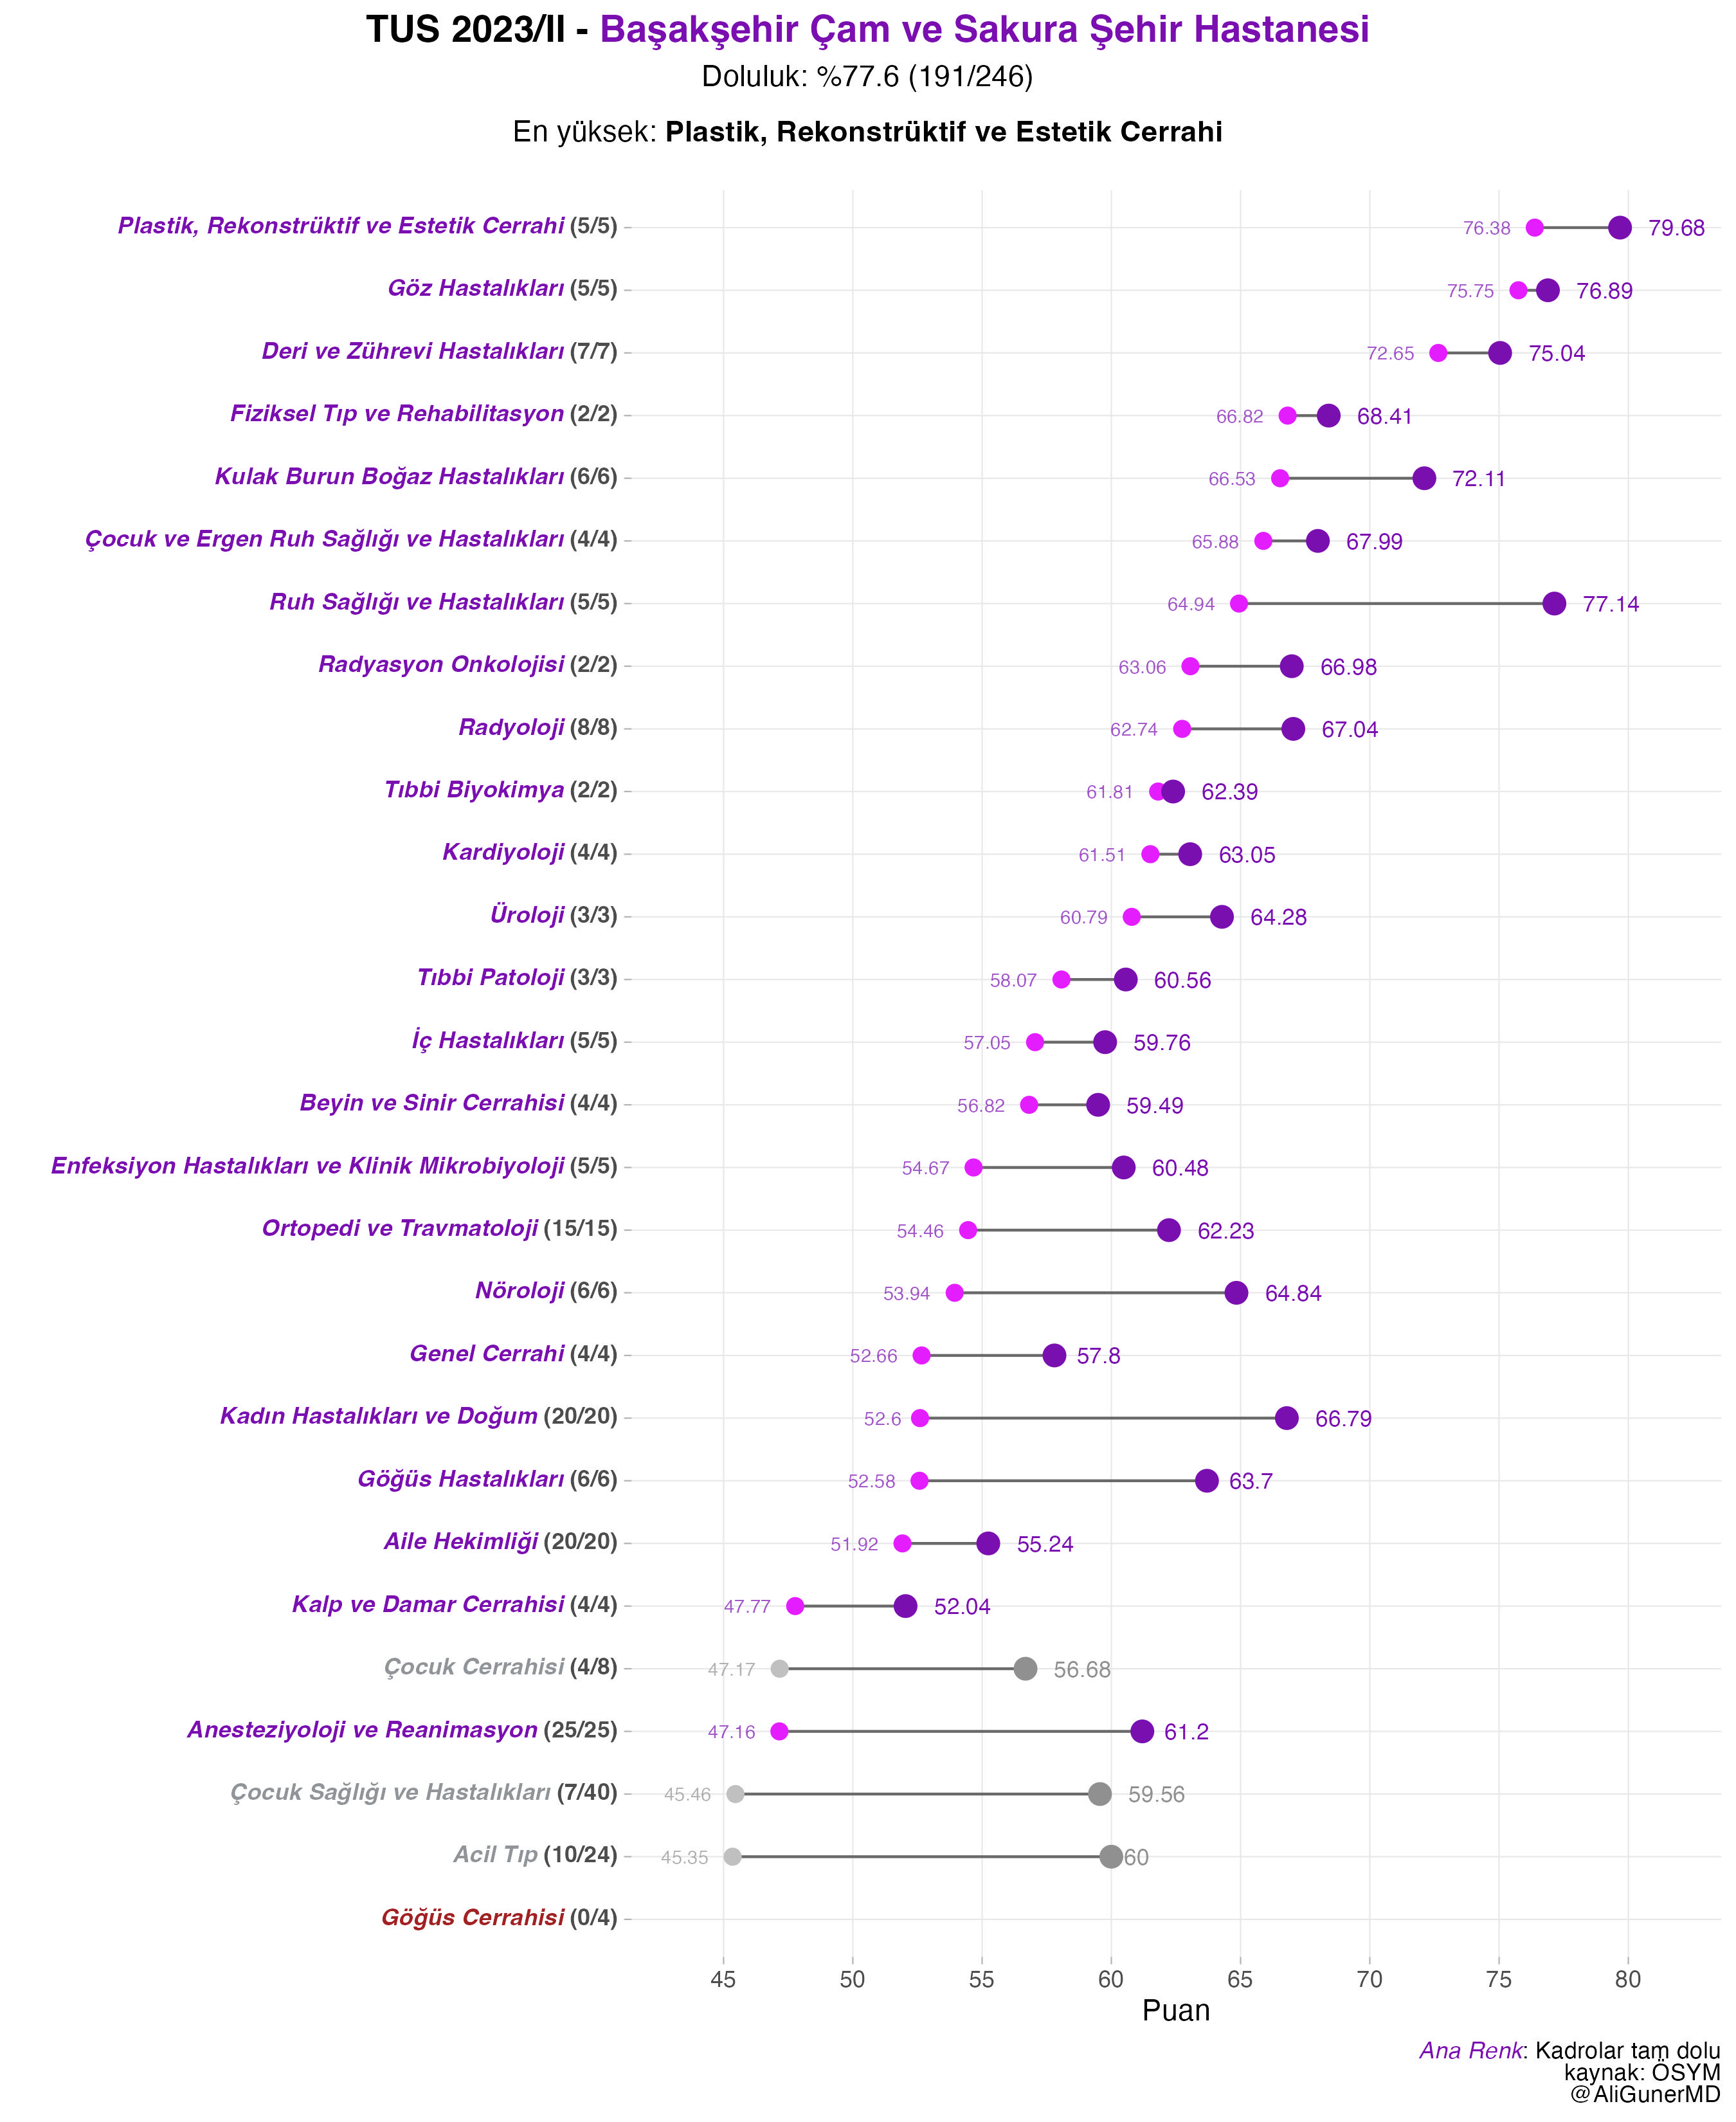 TUS 2023/II - Başakşehir Çam ve Sakura Şehir Hastanesi
Doluluk: %77.6 (191/246)
En yüksek: Plastik, Rekonstrüktif ve Estetik Cerrahi
Plastik, Rekonstrüktif ve Estetik Cerrahi (5/5) 76.38 79.68
Göz Hastalıkları (5/5) 75.75 76.89
Deri ve Zührevi Hastalıkları (7/7) 72.65 75.04
Fiziksel Tıp ve Rehabilitasyon (2/2) 66.82 68.41
Kulak Burun Boğaz Hastalıkları (6/6) 66.53 72.11
Çocuk ve Ergen Ruh Sağlığı ve Hastalıkları (4/4) 65.88 67.99
Ruh Sağlığı ve Hastalıkları (5/5) 64.94 77.14
Radyasyon Onkolojisi (2/2) 63.06 66.98
Radyoloji (8/8) 62.74 67.04
Tıbbi Biyokimya (2/2) 61.81 62.39
Kardiyoloji (4/4) 61.51 63.05
Üroloji (3/3) 60.79 64.28
Tıbbi Patoloji (3/3) 58.07 60.56
İç Hastalıkları (5/5) 57.05 59.76
Beyin ve Sinir Cerrahisi (4/4) 56.82 59.49
Enfeksiyon Hastalıkları ve Klinik Mikrobiyoloji (5/5) 54.67 60.48
Ortopedi ve Travmatoloji (15/15) 54.46 62.23
Nöroloji (6/6) 53.94 64.84
Genel Cerrahi (4/4) 52.66 57.8
Kadın Hastalıkları ve Doğum (20/20) 52.6 66.79
Göğüs Hastalıkları (6/6) 52.58 63.7
Aile Hekimliği (20/20) 51.92 55.24
Kalp ve Damar Cerrahisi (4/4) 47.77 52.04
Çocuk Cerrahisi (4/8) 47.17 56.68
Anesteziyoloji ve Reanimasyon (25/25) 47.16 61.2
Çocuk Sağlığı ve Hastalıkları (7/40) 45.46 59.56
Acil Tıp (10/24) 45.35 60
Göğüs Cerrahisi (0/4)
45 50 55 60 65 70 75 80
Puan
Ana Renk: Kadrolar tam dolu
kaynak: ÖSYM
@AliGunerMD